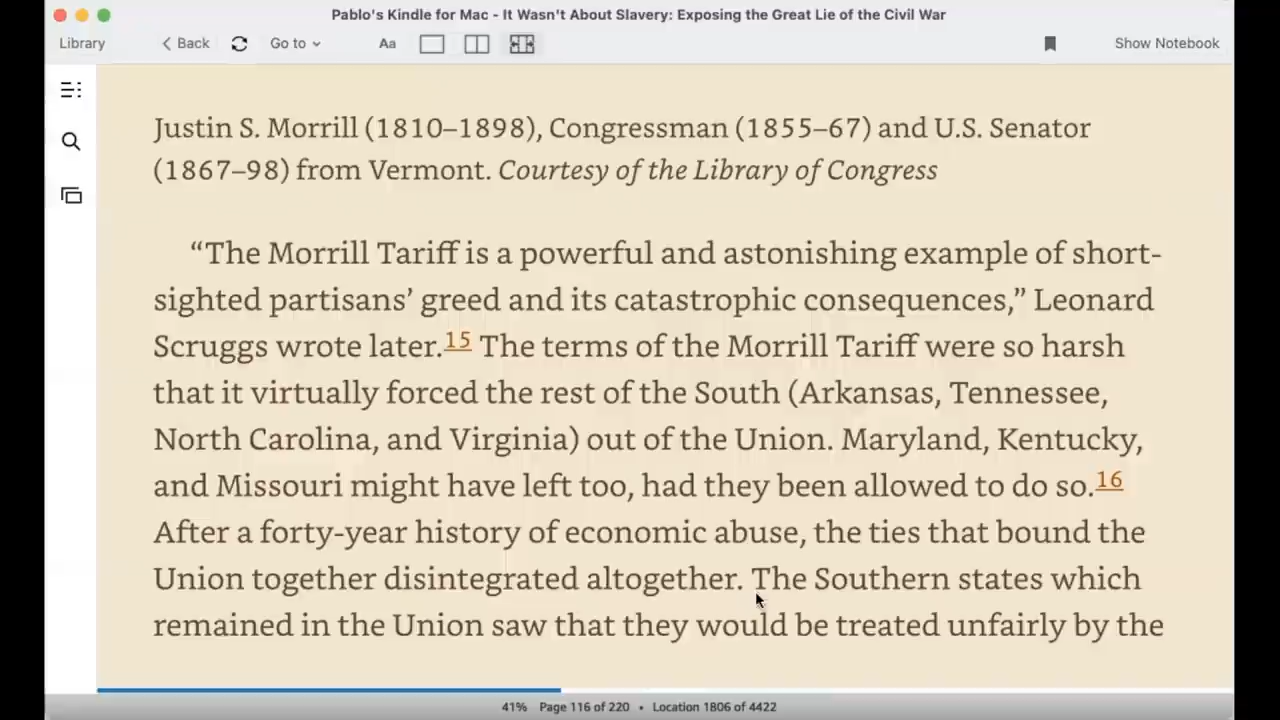 Pablo's Kindle for Mac - It Wasn't About Slavery: Exposing the Great Lie of the Civil War
Library Back Go to Aa Show Notebook
Justin S. Morrill (1810–1898), Congressman (1855–67) and U.S. Senator
(1867–98) from Vermont. Courtesy of the Library of Congress
“The Morrill Tariff is a powerful and astonishing example of short-
sighted partisans’ greed and its catastrophic consequences,” Leonard
Scruggs wrote later.15 The terms of the Morrill Tariff were so harsh
that it virtually forced the rest of the South (Arkansas, Tennessee,
North Carolina, and Virginia) out of the Union. Maryland, Kentucky,
and Missouri might have left too, had they been allowed to do so.16
After a forty-year history of economic abuse, the ties that bound the
Union together disintegrated altogether. The Southern states which
remained in the Union saw that they would be treated unfairly by the
41% Page 116 of 220 • Location 1806 of 4422